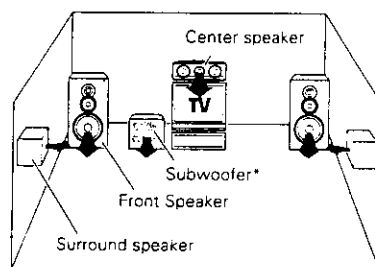 Center speaker
TV
Subwoofer*
Front Speaker
Surround speaker